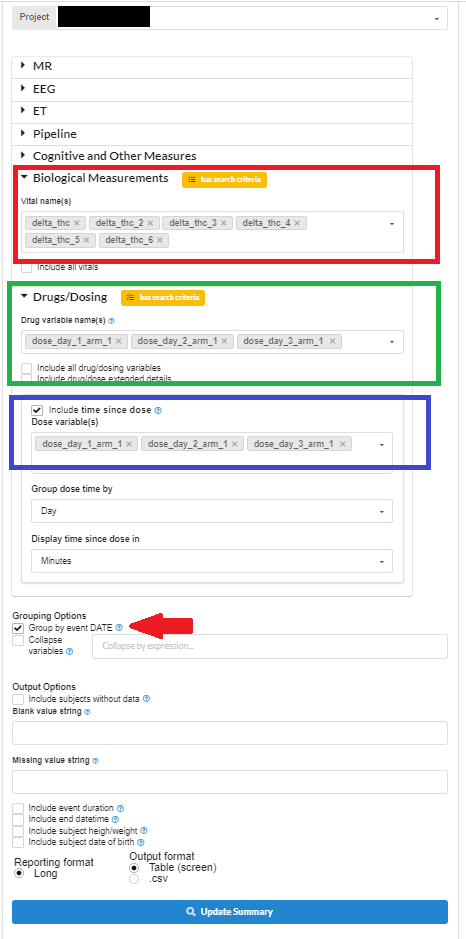 Project
MR
EEG
ET
Pipeline
Cognitive and Other Measures
Biological Measurements has search criteria
Vital name(s)
delta_thc × delta_thc_2 × delta_thc_3 × delta_thc_4 ×
delta_thc_5 × delta_thc_6 ×
Include all vitals
Drugs/Dosing has search criteria
Drug variable name(s)
dose_day_1_arm_1 × dose_day_2_arm_1 × dose_day_3_arm_1 ×
Include all drug/dosing variables
Include drug/dose extended details
Include time since dose
Dose variable(s)
dose_day_1_arm_1 × dose_day_2_arm_1 × dose_day_3_arm_1 ×
Group dose time by
Day
Display time since dose in
Minutes
Grouping Options
Group by event DATE
Collapse
variables
Collapse by expression...
Output Options
Include subjects without data
Blank value string
Missing value string
Include event duration
Include end datetime
Include subject heigh/weight
Include subject date of birth
Reporting format
Long
Output format
Table (screen)
.csv
Update Summary